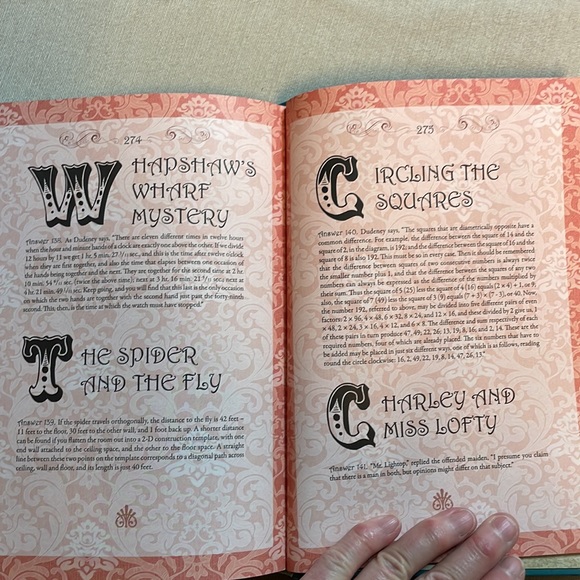 274
WHAPSHAW'S
WHARF
MYSTERY
Answer 138. As Dudeney says, "There are eleven different times in twelve hours
when the hour and minute hands of a clock are exactly one above the other. If we divide
12 hours by 11 we get 1 hr. 5 min. 27 3/11 sec., and this is the time after twelve o'clock
when they are first together, and also the time that elapses between one occasion of
the hands being together and the next. They are together for the second time at 2 hr.
10 min. 54 6/11 sec. (twice the above time); next at 3 hr. 16 min. sec.; next at
4 hr. 21 min. 49 1/11 sec. Keep going, and you will find that this last is the only occasion
on which the two hands are together with the second hand just past the forty-ninth
second. This, then, is the time at which the watch must have stopped."
THE SPIDER
AND THE FLY
Answer 139. If the spider travels orthogonally, the distance to the fly is 42 feet –
11 feet to the floor, 30 feet to the other wall, and 1 foot back up. A shorter distance
can be found if you flatten the room out into a 2-D construction template, with one
end wall attached to the ceiling space, and the other to the floor space. A straight
line between these two points on the template corresponds to a diagonal path across
ceiling, wall and floor, and its length is just 40 feet.
275
CIRCLING THE
SQUARES
Answer 140. Dudeney says, "The squares that are diametrically opposite have a
common difference. For example, the difference between the square of 14 and the
square of 2, in the diagram, is 192; and the difference between the square of 16 and the
square of 8 is also 192. This must be so in every case. Then it should be remembered
that the difference between squares of two consecutive numbers is always twice
the smaller number plus 1, and that the difference between the squares of any two
numbers can always be expressed as the difference of the numbers multiplied by
their sum. Thus the square of 5 (25) less the square of 4 (16) equals (2 × 4) + 1, or 9;
also, the square of 7 (49) less the square of 3 (9) equals (7 + 3) × (7 - 3), or 40. Now,
the number 192, referred to above, may be divided into five different pairs of even
factors: 2 × 96, 4 × 48, 6 × 32, 8 × 24, and 12 × 16, and these divided by 2 give us, 1
× 48, 2 × 24, 3 × 16, 4 × 12, and 6 × 8. The difference and sum respectively of each
of these pairs in turn produce 47, 49; 22, 26; 13, 19; 8, 16; and 2, 14. These are the
required numbers, four of which are already placed. The six numbers that have to
be added may be placed in just six different ways, one of which is as follows, reading
round the circle clockwise: 16, 2, 49, 22, 19, 8, 14, 47, 26, 13."
CHARLEY AND
MISS LOFTY
Answer 141. "Mr. Lightop," replied the offended maiden, "I presume you claim
that there is a man in both, but opinions might differ on that subject."